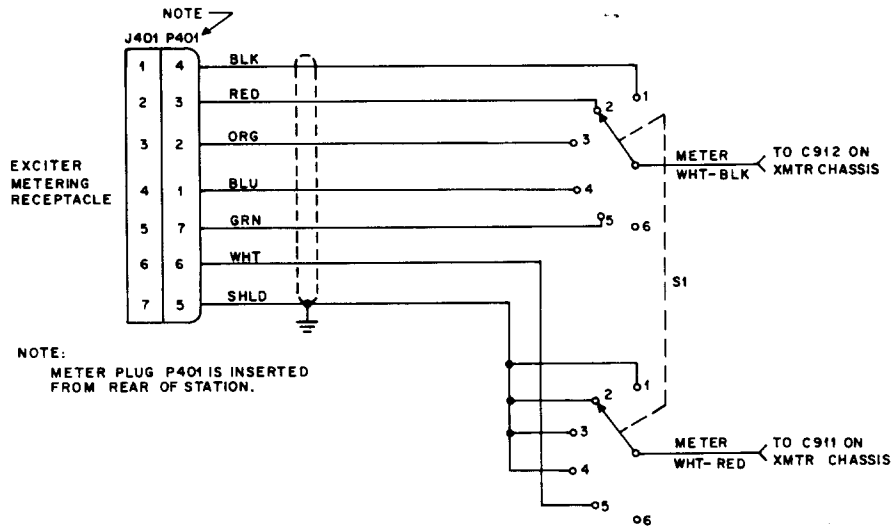 NOTE
J401 P401
1 4 BLK
2 3 RED
3 2 ORG
4 1 BLU
5 7 GRN
6 6 WHT
7 5 SHLD
EXCITER
METERING
RECEPTACLE
1
2
3
4
5
6
METER
WHT-BLK
TO C912 ON
XMTR CHASSIS
S1
NOTE:
METER PLUG P401 IS INSERTED
FROM REAR OF STATION.
1
2
3
4
5
6
METER
WHT-RED
TO C911 ON
XMTR CHASSIS